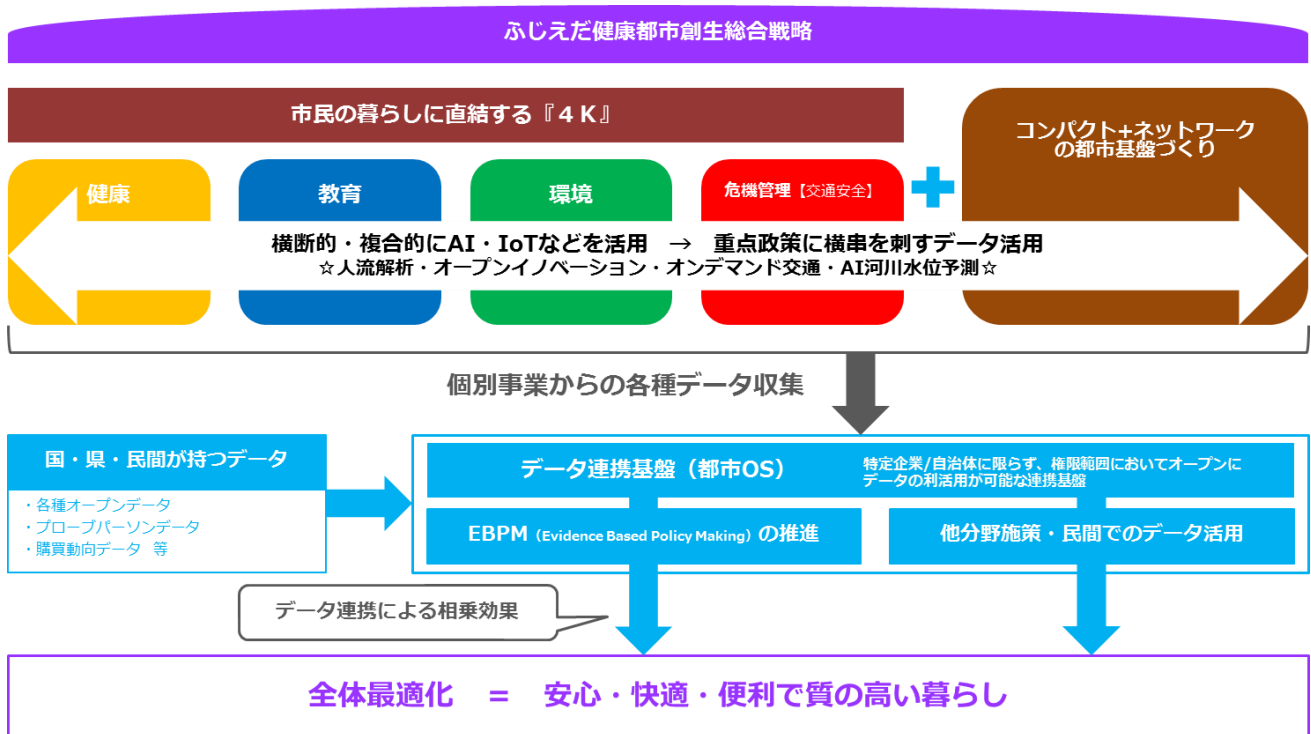 ふじえだ健康都市創生総合戦略
市民の暮らしに直結する『４Ｋ』
コンパクト+ネットワーク
の都市基盤づくり
健康
教育
環境
危機管理【交通安全】
横断的・複合的にAI・IoTなどを活用　→　重点政策に横串を刺すデータ活用
☆人流解析・オープンイノベーション・オンデマンド交通・AI河川水位予測☆
個別事業からの各種データ収集
国・県・民間が持つデータ
・各種オープンデータ
・プローブパーソンデータ
・購買動向データ　等
データ連携基盤（都市OS）
特定企業/自治体に限らず、権限範囲においてオープンに
データの利活用が可能な連携基盤
EBPM（Evidence Based Policy Making）の推進
他分野施策・民間でのデータ活用
データ連携による相乗効果
全体最適化　＝　安心・快適・便利で質の高い暮らし